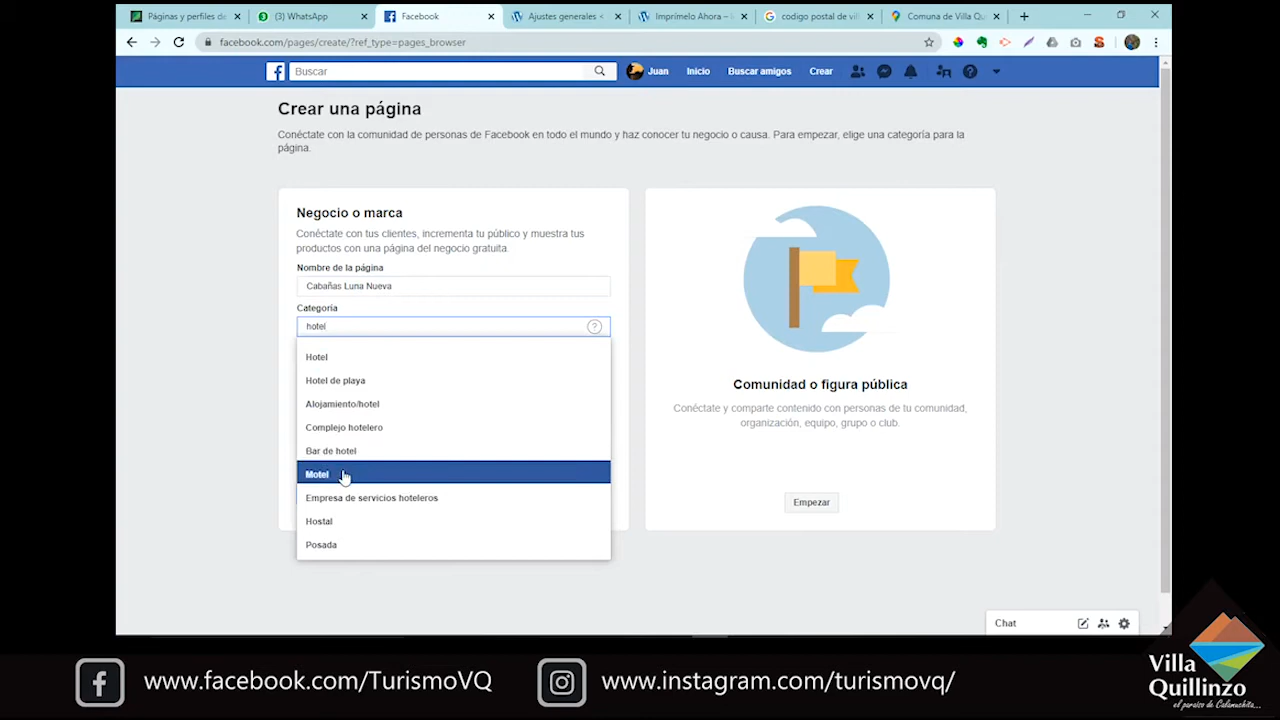 Páginas y perfiles de
(3) WhatsApp
Facebook
Ajustes generales <
Imprímelo Ahora –
codigo postal de vil
Comuna de Villa Qu
facebook.com/pages/create/?ref_type=pages_browser
Buscar
Juan
Inicio
Buscar amigos
Crear
Crear una página
Conéctate con la comunidad de personas de Facebook en todo el mundo y haz conocer tu negocio o causa. Para empezar, elige una categoría para la
página.
Negocio o marca
Conéctate con tus clientes, incrementa tu público y muestra tus
productos con una página del negocio gratuita.
Nombre de la página
Cabañas Luna Nueva
Categoría
hotel
Hotel
Hotel de playa
Alojamiento/hotel
Complejo hotelero
Bar de hotel
Motel
Empresa de servicios hoteleros
Hostal
Posada
Comunidad o figura pública
Conéctate y comparte contenido con personas de tu comunidad,
organización, equipo, grupo o club.
Empezar
Chat
www.facebook.com/TurismoVQ
www.instagram.com/turismovq/
Villa
Quillinzo
el paraíso de Calamuchita...